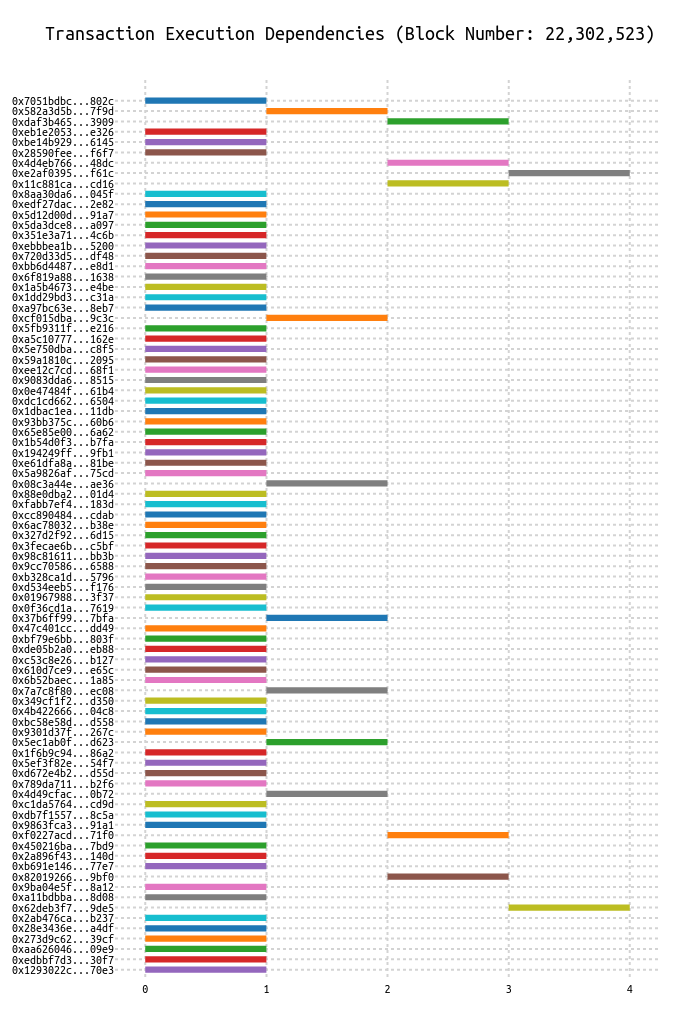 Transaction Execution Dependencies (Block Number: 22,302,523)
0x7051bdbc...802c
0x582a3d5b...7f9d
0xdaf3b465...3909
0xeb1e2053...e326
0xbe14b929...6145
0x28590fee...f6f7
0x4d4eb766...48dc
0xe2af0395...f61c
0x11c881ca...cd16
0x8aa30da6...045f
0xedf27dac...2e82
0x5d12d00d...91a7
0x5da3dce8...a097
0x351e3a71...4c6b
0xebbbea1b...5200
0x720d33d5...df48
0xbb6d4487...e8d1
0x6f819a88...1638
0x1a5b4673...e4be
0x1dd29bd3...c31a
0xa97bc63e...8eb7
0xcf015dba...9c3c
0x5fb9311f...e216
0xa5c10777...162e
0x5e750dba...c8f5
0x59a1810c...2095
0xee12c7cd...68f1
0x9083dda6...8515
0x0e47484f...61b4
0xdc1cd662...6504
0x1dbac1ea...11db
0x93bb375c...60b6
0x65e85e00...6a62
0x1b54d0f3...b7fa
0x194249ff...9fb1
0xe61dfa8a...81be
0x5a9826af...75cd
0x08c3a44e...ae36
0x88e0dba2...01d4
0xfabb7ef4...183d
0xcc890484...cdab
0x6ac78032...b38e
0x327d2f92...6d15
0x3fecae6b...c5bf
0x98c81611...bb3b
0x9cc70586...6588
0xb328ca1d...5796
0xd534eeb5...f176
0x01967988...3f37
0x0f36cd1a...7619
0x37b6ff99...7bfa
0x47c401cc...dd49
0xbf79e6bb...803f
0xde05b2a0...eb88
0xc53c8e26...b127
0x610d7ce9...e65c
0x6b52baec...1a85
0x7a7c8f80...ec08
0x349cf1f2...d350
0x4b422666...04c8
0xbc58e58d...d558
0x9301d37f...267c
0x5ec1ab0f...d623
0x1f6b9c94...86a2
0x5ef3f82e...54f7
0xd672e4b2...d55d
0x789da711...b2f6
0x4d49cfac...0b72
0xc1da5764...cd9d
0xdb7f1557...8c5a
0x9863fca3...91a1
0xf0227acd...71f0
0x450216ba...7bd9
0x2a896f43...140d
0xb691e146...77e7
0x82019266...9bf0
0x9ba04e5f...8a12
0xa11bdbba...8d08
0x62deb3f7...9de5
0x2ab476ca...b237
0x28e3436e...a4df
0x273d9c62...39cf
0xaa626046...09e9
0xedbbf7d3...30f7
0x1293022c...70e3
0 1 2 3 4